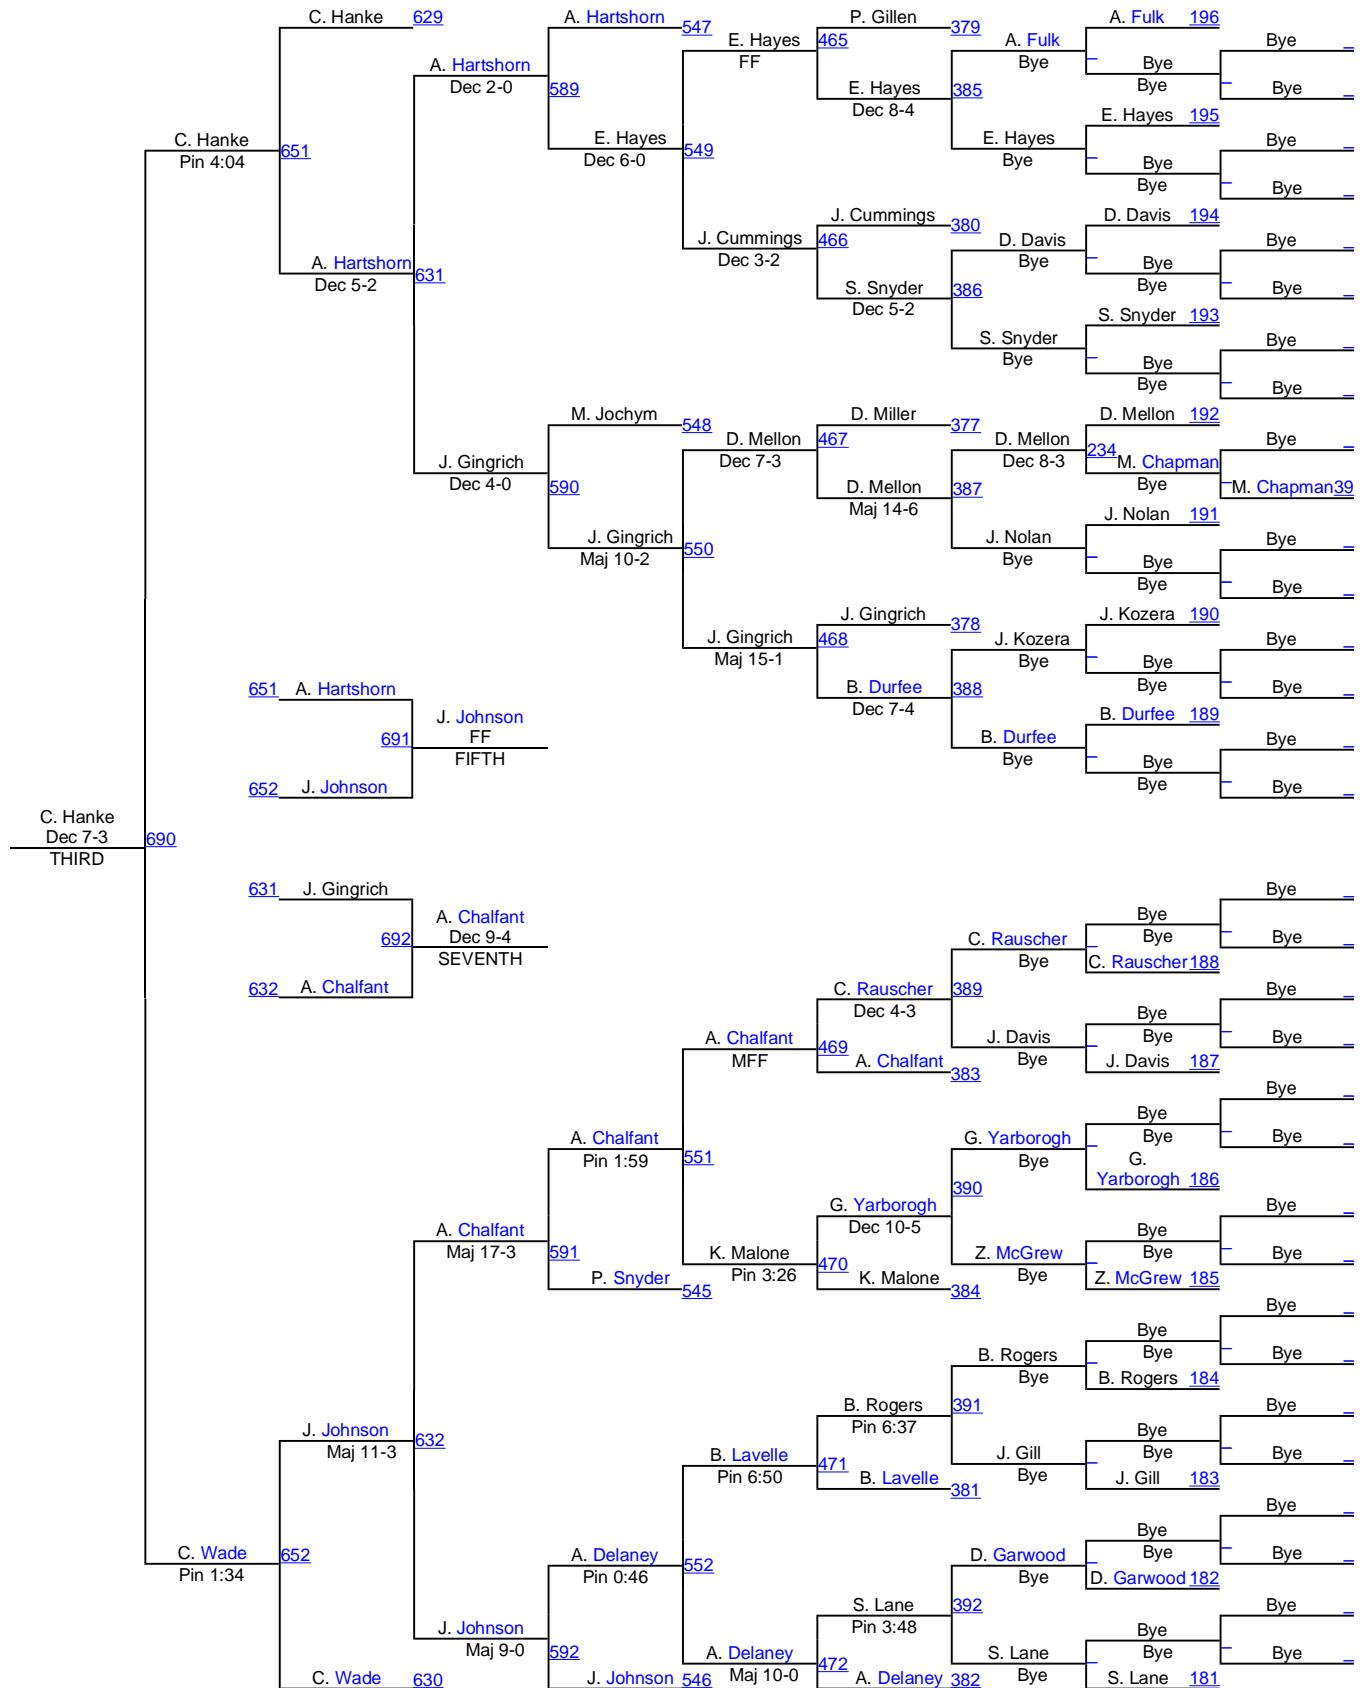 C. Hanke 629
A. Hartshorn 547
P. Gillen 379
A. Fulk 196
E. Hayes 465
FF
A. Fulk
Bye
Bye _
_
Bye
Bye
_
Bye _
A. Hartshorn
Dec 2-0
589
E. Hayes 385
Dec 8-4
E. Hayes 195
C. Hanke
Pin 4:04
651
E. Hayes
Dec 6-0
549
E. Hayes
Bye
Bye _
_
Bye
Bye
_
Bye _
J. Cummings 380
D. Davis 194
J. Cummings 466
Dec 3-2
D. Davis
Bye
Bye _
_
Bye
Bye
_
Bye _
A. Hartshorn 631
Dec 5-2
S. Snyder 386
Dec 5-2
S. Snyder 193
S. Snyder
Bye
Bye _
_
Bye
Bye
_
Bye _
M. Jochym 548
D. Miller 377
D. Mellon 192
D. Mellon 467
Dec 7-3
D. Mellon 234
Dec 8-3
Bye _
J. Gingrich
Dec 4-0
590
M. Chapman
Bye
_
M. Chapman 39
D. Mellon 387
Maj 14-6
J. Nolan 191
J. Gingrich 550
Maj 10-2
J. Nolan
Bye
Bye _
_
Bye
Bye
_
Bye _
J. Gingrich 378
J. Kozera 190
J. Gingrich 468
Maj 15-1
J. Kozera
Bye
Bye _
_
Bye
Bye
_
Bye _
651 A. Hartshorn
B. Durfee 388
Dec 7-4
B. Durfee 189
J. Johnson
691 FF
FIFTH
B. Durfee
Bye
Bye _
_
Bye
Bye
_
Bye _
652 J. Johnson
C. Hanke
Dec 7-3
THIRD
690
631 J. Gingrich
Bye _
A. Chalfant
692 Dec 9-4
SEVENTH
C. Rauscher
Bye
_
Bye
Bye
_
Bye _
C. Rauscher 188
632 A. Chalfant
C. Rauscher 389
Dec 4-3
Bye _
A. Chalfant
MFF
469
J. Davis
Bye
_
Bye
Bye
_
Bye _
A. Chalfant 383
J. Davis 187
Bye _
A. Chalfant
Pin 1:59
551
G. Yarborogh
Bye
_
Bye
Bye
_
Bye _
G.
Yarborogh 186
390
G. Yarborogh
Dec 10-5
Bye _
A. Chalfant
Maj 17-3
591
K. Malone
Pin 3:26
470
Z. McGrew
Bye
_
Bye
Bye
_
Bye _
P. Snyder 545
K. Malone 384
Z. McGrew 185
Bye _
B. Rogers
Bye
_
Bye
Bye
_
Bye _
B. Rogers 184
B. Rogers 391
Pin 6:37
Bye _
J. Johnson 632
Maj 11-3
B. Lavelle 471
Pin 6:50
J. Gill
Bye
_
Bye
Bye
_
Bye _
B. Lavelle 381
J. Gill 183
Bye _
C. Wade 652
Pin 1:34
A. Delaney 552
Pin 0:46
D. Garwood
Bye
_
Bye
Bye
_
Bye _
D. Garwood 182
S. Lane 392
Pin 3:48
Bye _
J. Johnson
Maj 9-0
592
A. Delaney 472
Maj 10-0
S. Lane
Bye
_
Bye
Bye
_
Bye _
C. Wade 630
J. Johnson 546
A. Delaney 382
S. Lane 181